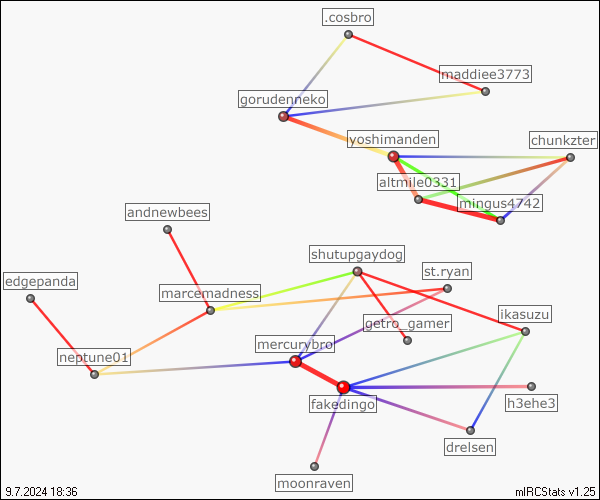 .cosbro
maddiee3773
gorudenneko
yoshimanden
chunkzter
altmile0331
mingus4742
andnewbees
shutupgaydog
st.ryan
edgepanda
marcemadness
ikasuzu
getro_gamer
mercurybro
neptune01
fakedingo
h3ehe3
drelsen
moonraven
9.7.2024 18:36
mIRCStats v1.25